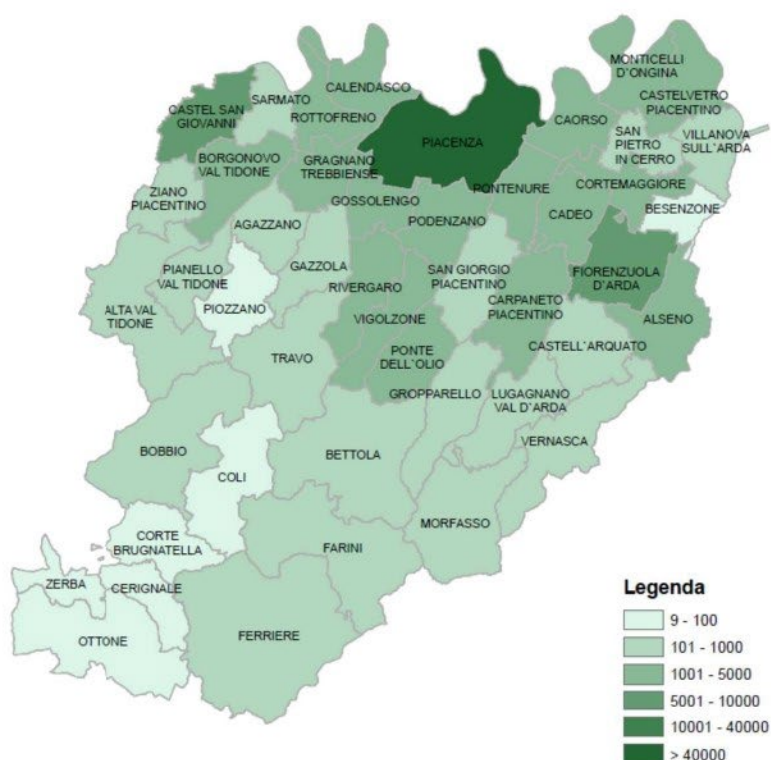 MONTICELLI
D'ONGINA
CALENDASCO
CASTELVETRO
PIACENTINO
SARMATO
CASTEL SAN
GIOVANNI
ROTTOFRENO
CAORSO
PIACENZA
SAN
PIETRO
IN CERRO
VILLANOVA
SULL'ARDA
BORGONOVO
VAL TIDONE
GRAGNANO
TREBBIENSE
ZIANO
PIACENTINO
PONTENURE
CORTEMAGGIORE
GOSSOLENGO
BESENZONE
PODENZANO
CADEO
AGAZZANO
PIANELLO
VAL TIDONE
GAZZOLA
SAN GIORGIO
PIACENTINO
FIORENZUOLA
D'ARDA
RIVERGARO
CARPANETO
PIACENTINO
ALTA VAL
TIDONE
PIOZZANO
VIGOLZONE
ALSENO
TRAVO
PONTE
DELL'OLIO
CASTELL'ARQUATO
GROPPARELLO
LUGAGNANO
VAL D'ARDA
VERNASCA
BOBBIO
BETTOLA
COLI
MORFASSO
CORTE
BRUGNATELLA
FARINI
ZERBA
CERIGNALE
OTTONE
FERRIERE
Legenda
9 - 100
101 - 1000
1001 - 5000
5001 - 10000
10001 - 40000
> 40000